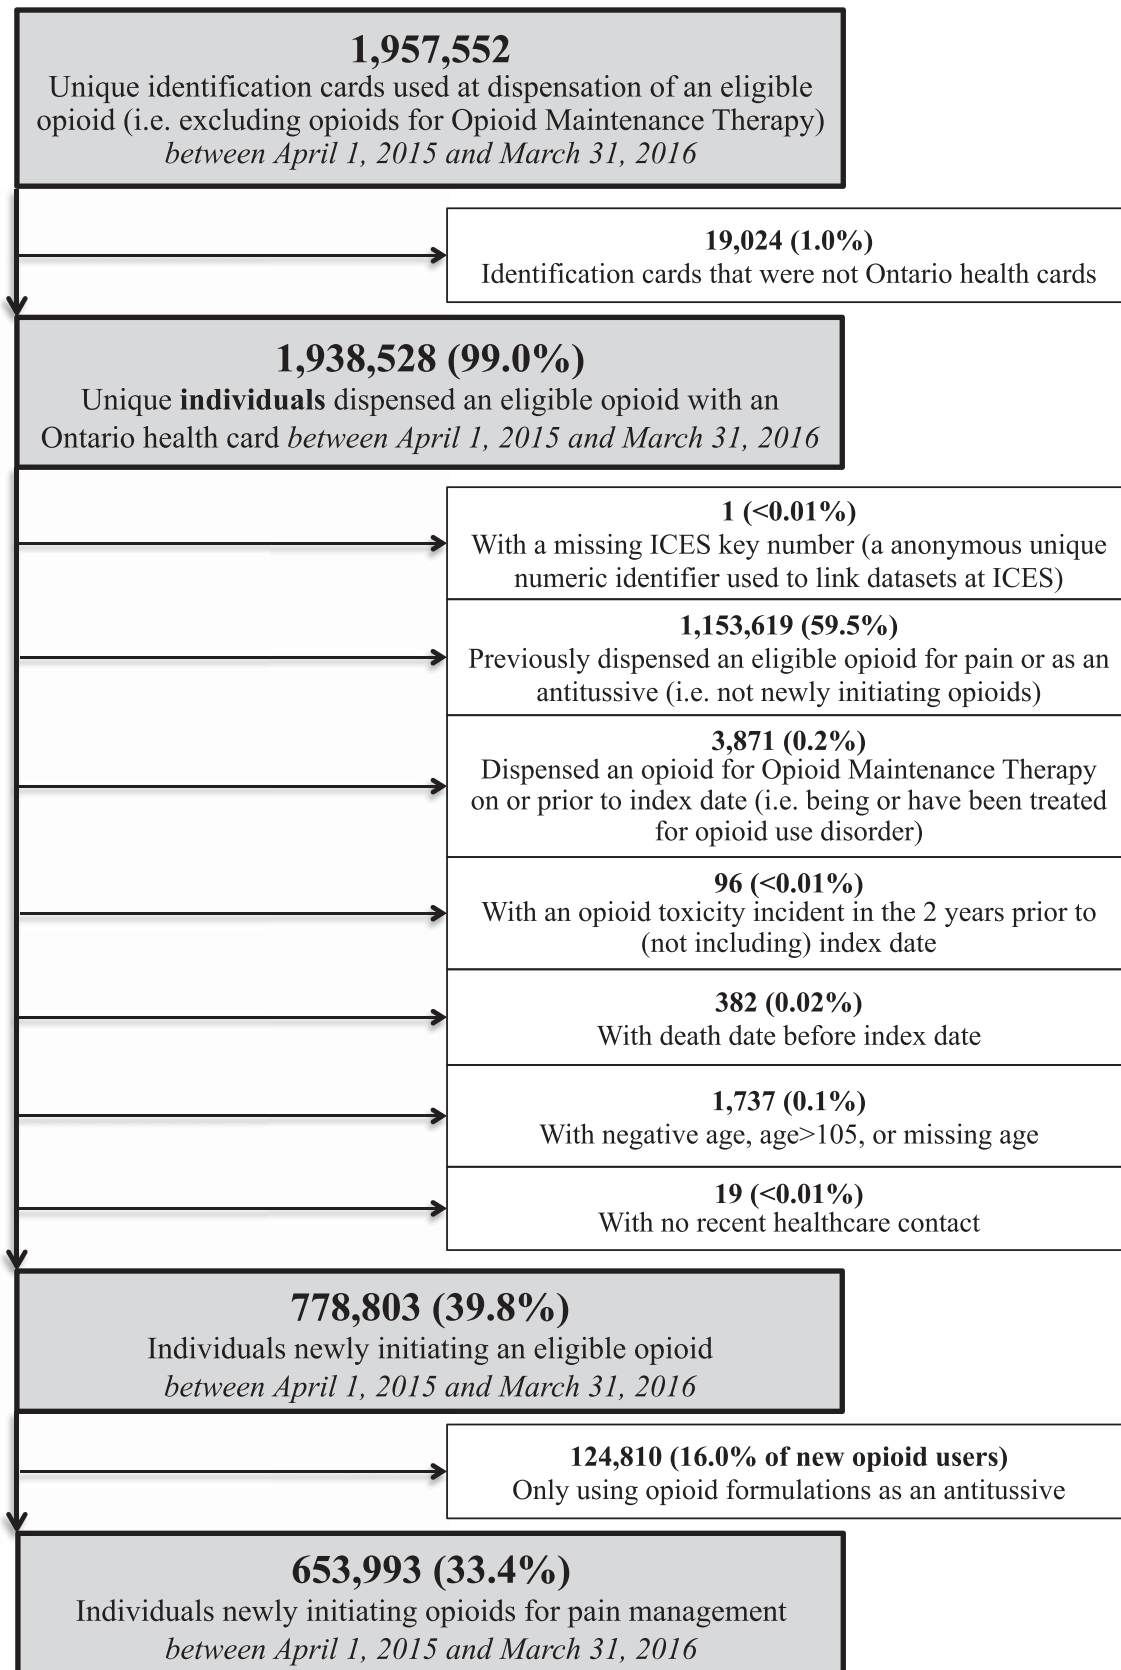 1,957,552
Unique identification cards used at dispensation of an eligible
opioid (i.e. excluding opioids for Opioid Maintenance Therapy)
between April 1, 2015 and March 31, 2016
19,024 (1.0%)
Identification cards that were not Ontario health cards
1,938,528 (99.0%)
Unique individuals dispensed an eligible opioid with an
Ontario health card between April 1, 2015 and March 31, 2016
1 (<0.01%)
With a missing ICES key number (a anonymous unique
numeric identifier used to link datasets at ICES)
1,153,619 (59.5%)
Previously dispensed an eligible opioid for pain or as an
antitussive (i.e. not newly initiating opioids)
3,871 (0.2%)
Dispensed an opioid for Opioid Maintenance Therapy
on or prior to index date (i.e. being or have been treated
for opioid use disorder)
96 (<0.01%)
With an opioid toxicity incident in the 2 years prior to
(not including) index date
382 (0.02%)
With death date before index date
1,737 (0.1%)
With negative age, age>105, or missing age
19 (<0.01%)
With no recent healthcare contact
778,803 (39.8%)
Individuals newly initiating an eligible opioid
between April 1, 2015 and March 31, 2016
124,810 (16.0% of new opioid users)
Only using opioid formulations as an antitussive
653,993 (33.4%)
Individuals newly initiating opioids for pain management
between April 1, 2015 and March 31, 2016